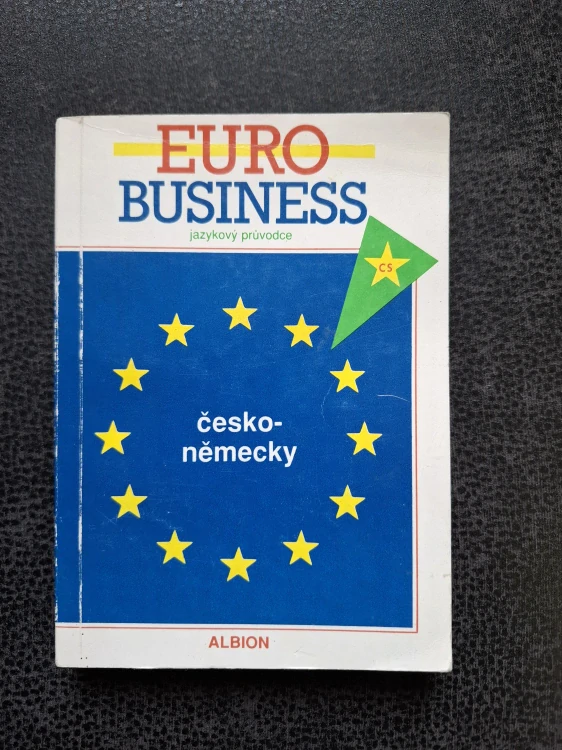 EURO
BUSINESS
jazykový průvodce
CS
česko-
německy
ALBION